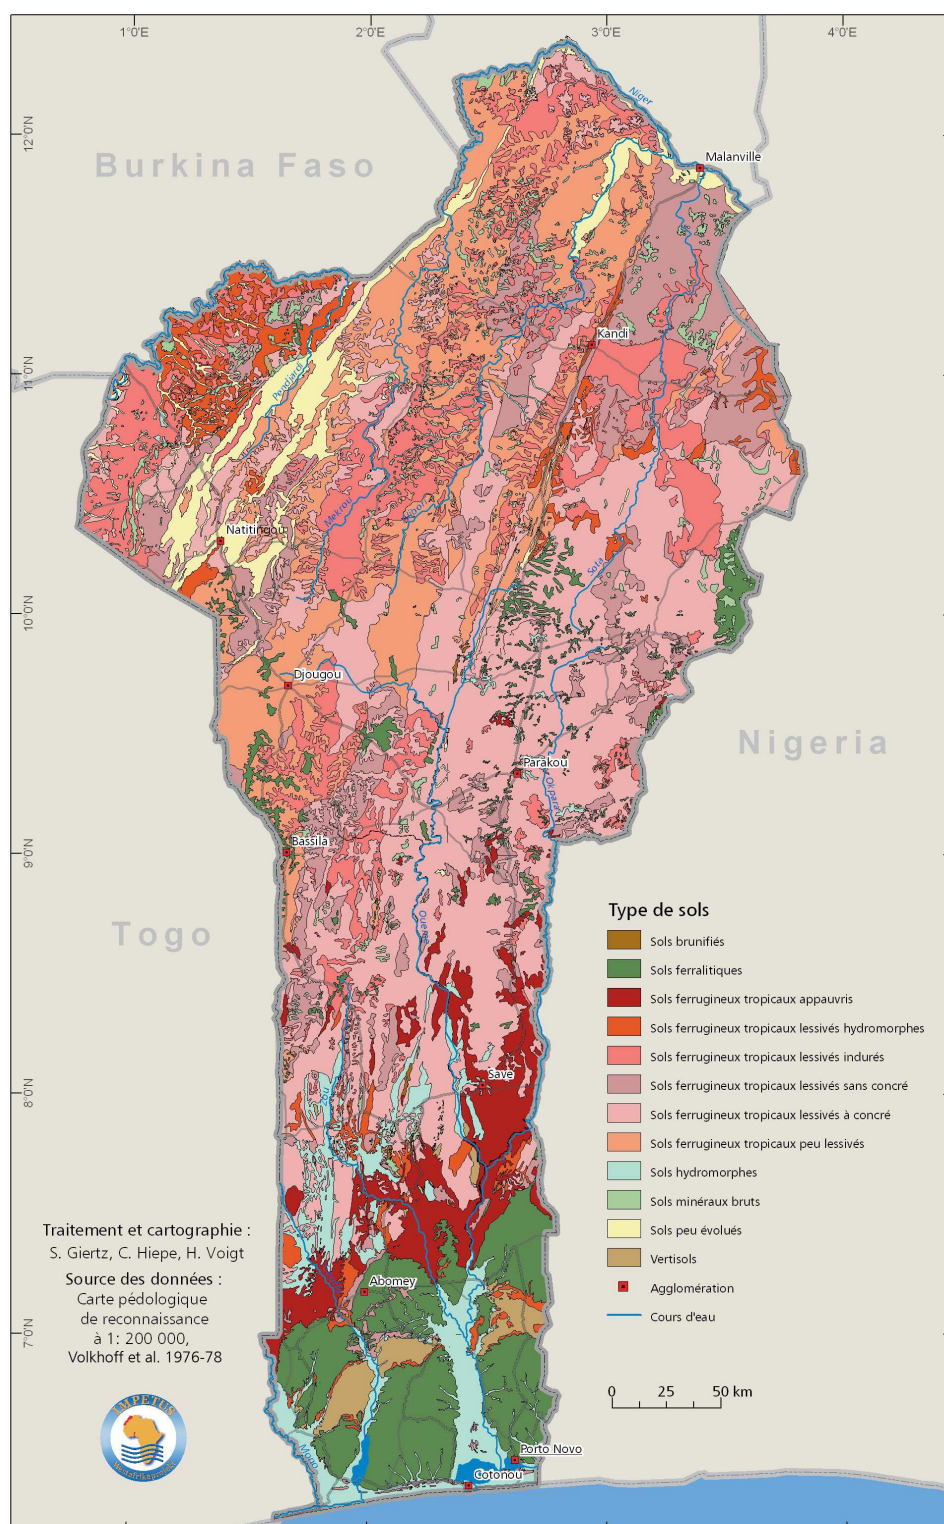 1°0'E
2°0'E
3°0'E
4°0'E
12°0'N
11°0'N
10°0'N
9°0'N
8°0'N
7°0'N
Burkina Faso
Niger
Malanville
Kandi
Pendjari
Mekrou
Natitingou
Sota
Djougou
Nigeria
Parakou
Okpara
Bassila
Togo
Oueme
Save
Zou
Abomey
Mono
Porto Novo
Cotonou
Type de sols
Sols brunifiés
Sols ferralitiques
Sols ferrugineux tropicaux appauvris
Sols ferrugineux tropicaux lessivés hydromorphes
Sols ferrugineux tropicaux lessivés indurés
Sols ferrugineux tropicaux lessivés sans concré
Sols ferrugineux tropicaux lessivés à concré
Sols ferrugineux tropicaux peu lessivés
Sols hydromorphes
Sols minéraux bruts
Sols peu évolués
Vertisols
Agglomération
Cours d'eau
0 25 50 km
Traitement et cartographie :
S. Giertz, C. Hiepe, H. Voigt
Source des données :
Carte pédologique
de reconnaissance
à 1: 200 000,
Volkhoff et al. 1976-78
IMPETUS
Westafrikaprojekt